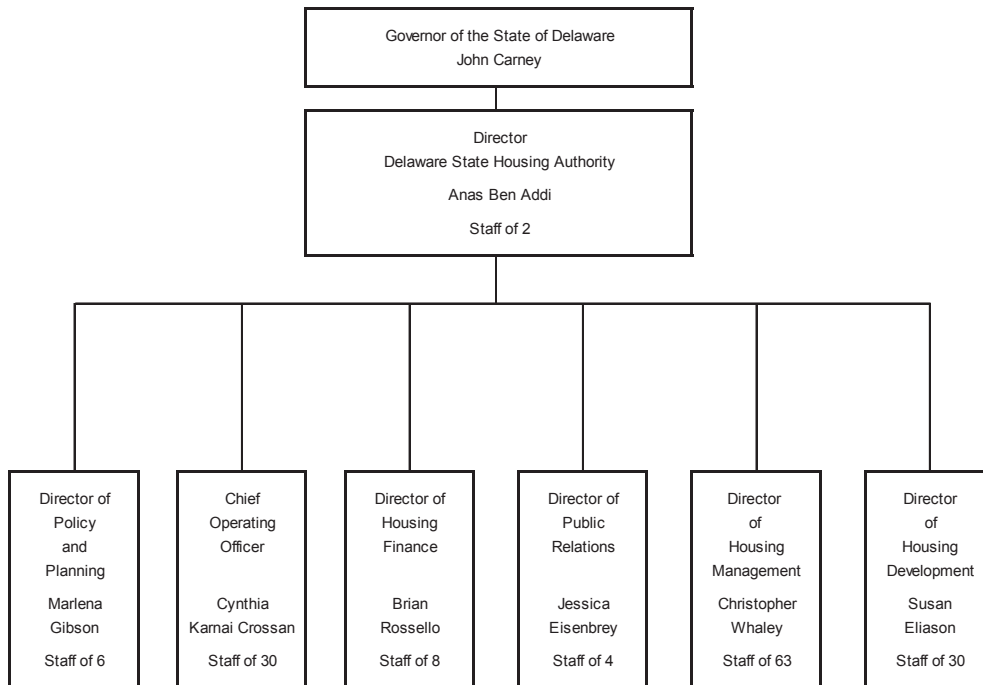 Governor of the State of Delaware
John Carney
Director
Delaware State Housing Authority
Anas Ben Addi
Staff of 2
Director of
Policy
and
Planning
Marlena
Gibson
Staff of 6
Chief
Operating
Officer
Cynthia
Karnai Crossan
Staff of 30
Director of
Housing
Finance
Brian
Rossello
Staff of 8
Director of
Public
Relations
Jessica
Eisenbrey
Staff of 4
Director
of
Housing
Management
Christopher
Whaley
Staff of 63
Director
of
Housing
Development
Susan
Eliason
Staff of 30